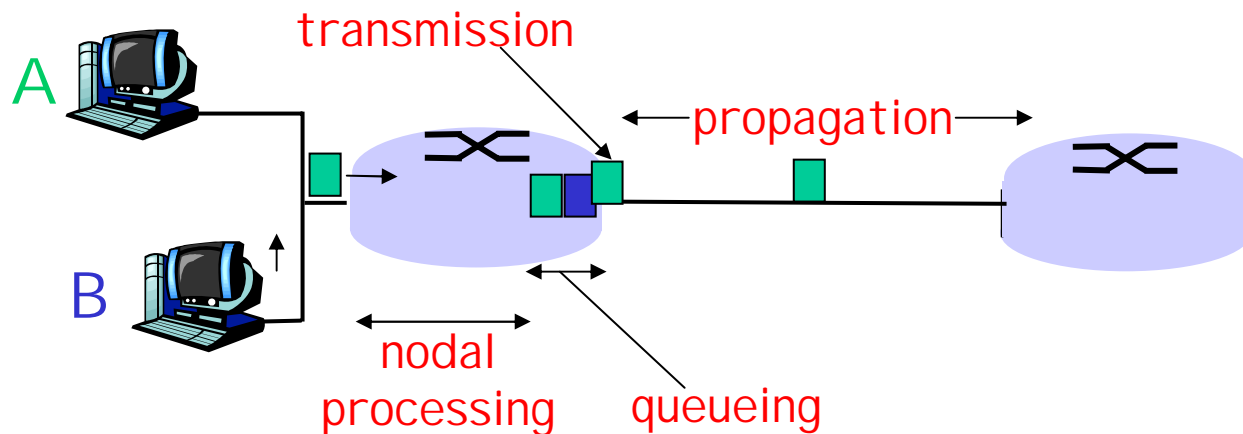 transmission
A
propagation
B
nodal
processing
queueing